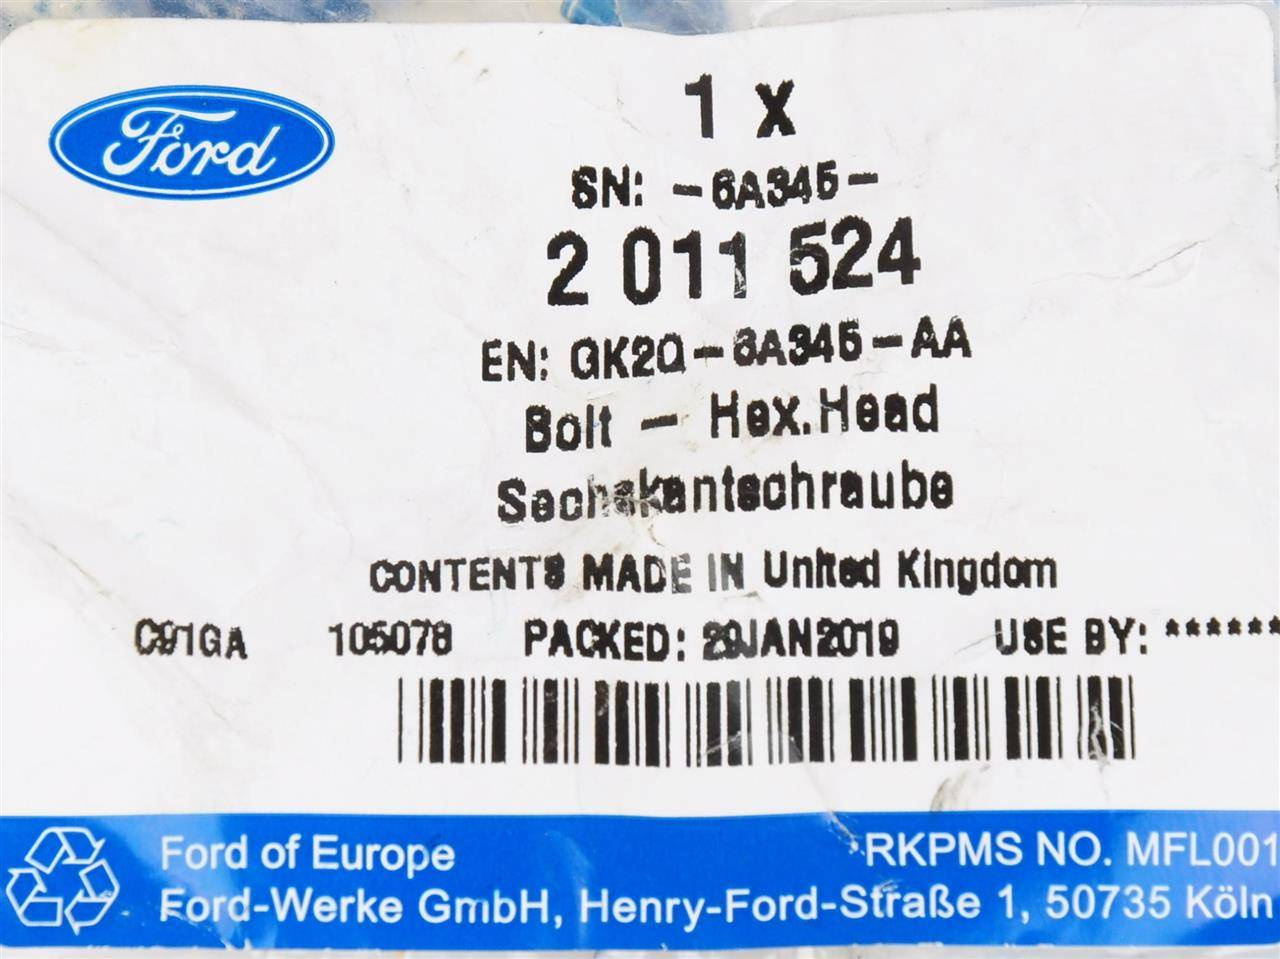 Ford
1 x
SN: -6A345-
2 011 524
EN: GK2Q-6A345-AA
Bolt - Hex.Head
Sechskantschraube
CONTENTS MADE IN United Kingdom
C91GA 105078 PACKED: 29JAN2019 USE BY: ******
Ford of Europe RKPMS NO. MFL001
Ford-Werke GmbH, Henry-Ford-Straße 1, 50735 Köln